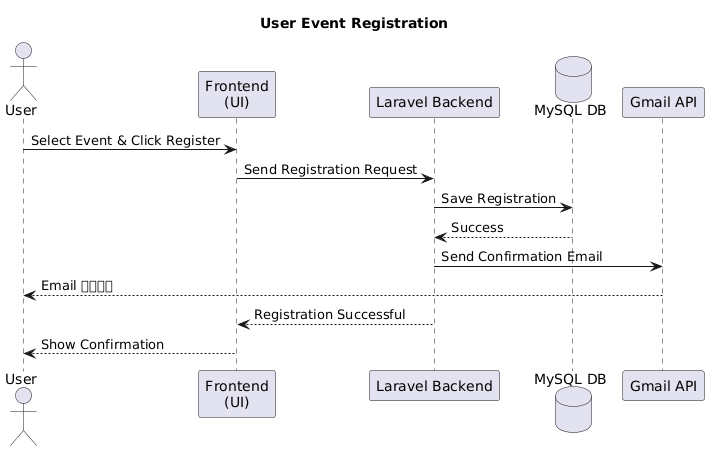 User Event Registration
User
Frontend
(UI)
Laravel Backend
MySQL DB
Gmail API
Select Event & Click Register
Send Registration Request
Save Registration
Success
Send Confirmation Email
Email
Registration Successful
Show Confirmation
User
Frontend
(UI)
Laravel Backend
MySQL DB
Gmail API